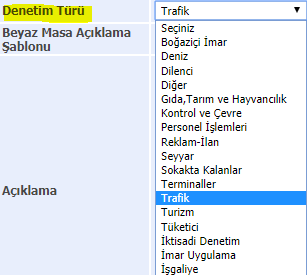 Denetim Türü
Trafik
Beyaz Masa Açıklama
Şablonu
Açıklama
Seçiniz
Boğaziçi İmar
Deniz
Dilenci
Diğer
Gıda,Tarım ve Hayvancılık
Kontrol ve Çevre
Personel İşlemleri
Reklam-İlan
Seyyar
Sokakta Kalanlar
Terminaller
Trafik
Turizm
Tüketici
İktisadi Denetim
İmar Uygulama
İşgaliye